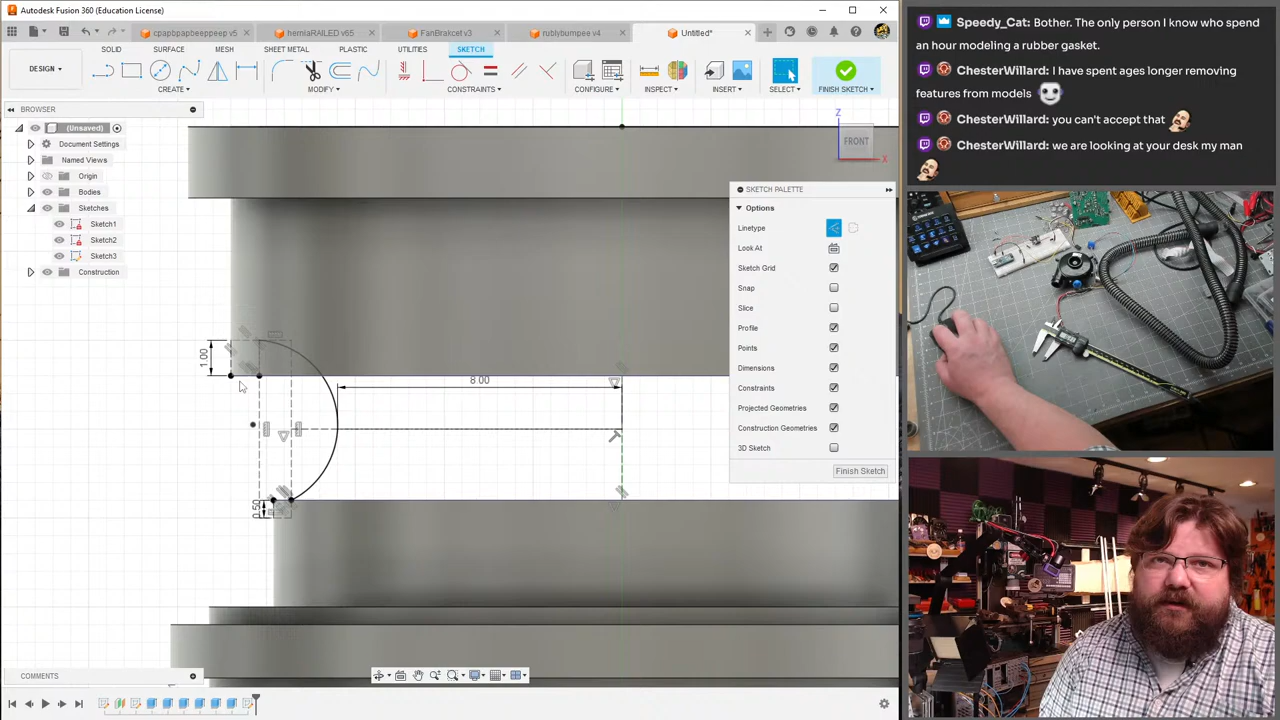 Autodesk Fusion 360 (Education License)
cpapbpapbeeppeep v5
hemiaRAILED v65
FanBrakcet v3
rublybumpee v4
Untitled*
SOLID
SURFACE
MESH
SHEET METAL
PLASTIC
UTILITIES
SKETCH
DESIGN
CREATE
MODIFY
CONSTRAINTS
CONFIGURE
INSPECT
INSERT
SELECT
FINISH SKETCH
BROWSER
(Unsaved)
Document Settings
Named Views
Origin
Bodies
Sketches
Sketch1
Sketch2
Sketch3
Construction
Z
FRONT
X
1.00
8.00
0.50
SKETCH PALETTE
Options
Linetype
Look At
Sketch Grid
Snap
Slice
Profile
Points
Dimensions
Constraints
Projected Geometries
Construction Geometries
3D Sketch
Finish Sketch
COMMENTS
Speedy_Cat: Bother. The only person I know who spend
an hour modeling a rubber gasket.
ChesterWillard: I have spent ages longer removing
features from models
ChesterWillard: you can't accept that
ChesterWillard: we are looking at your desk my man